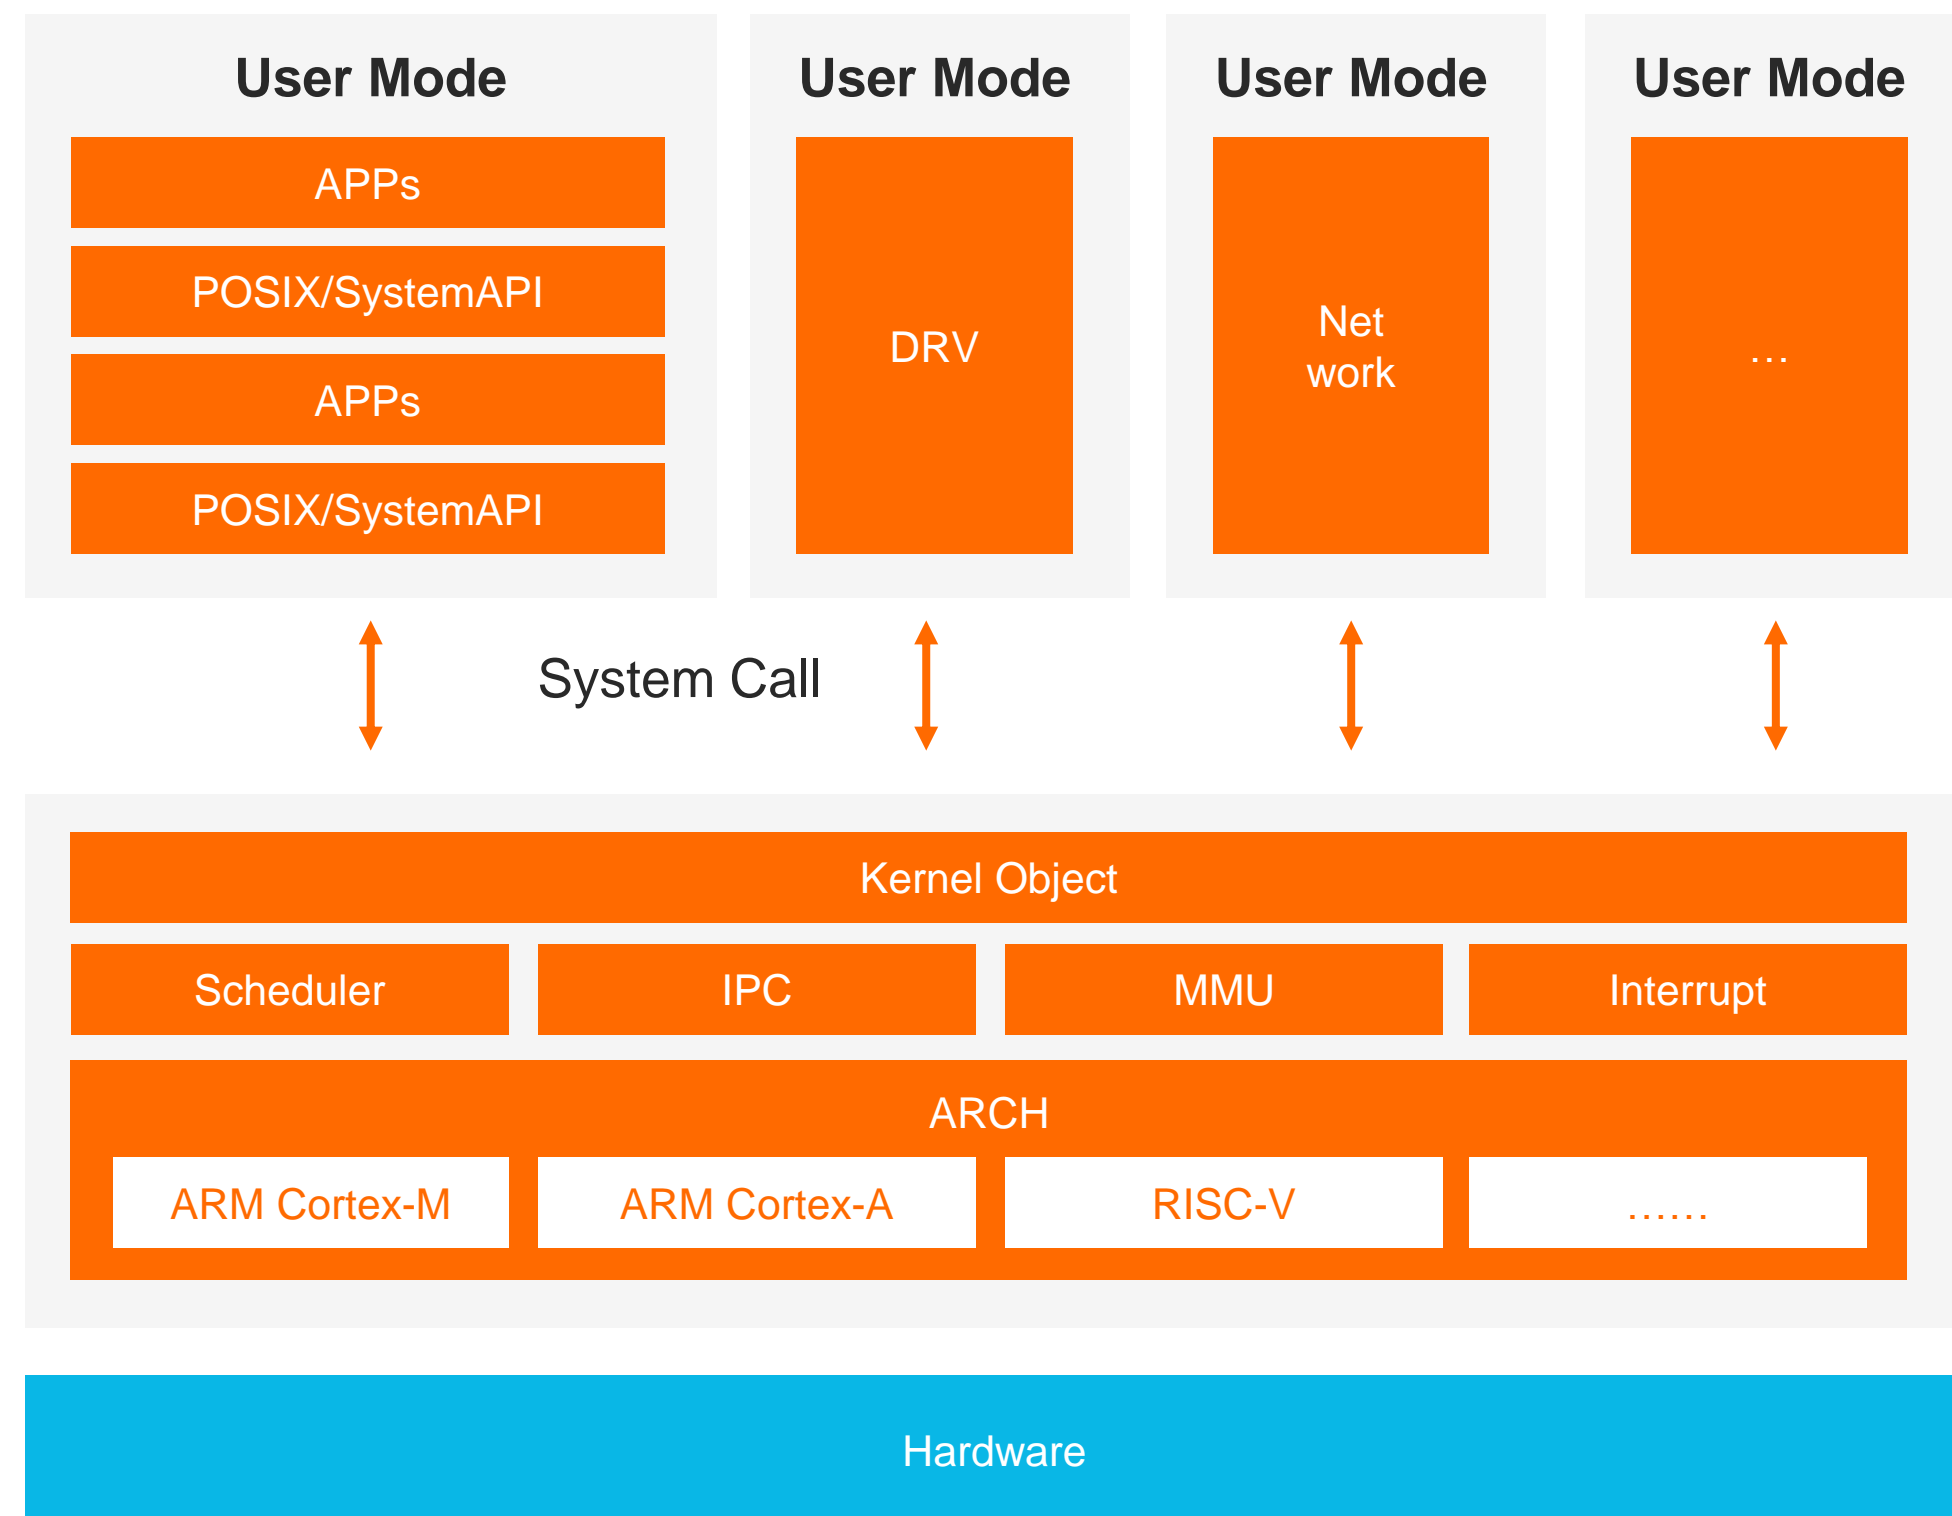 User Mode
User Mode
User Mode
User Mode
APPs
POSIX/SystemAPI
APPs
POSIX/SystemAPI
DRV
Net
work
...
System Call
Kernel Object
Scheduler
IPC
MMU
Interrupt
ARCH
ARM Cortex-M
ARM Cortex-A
RISC-V
......
Hardware